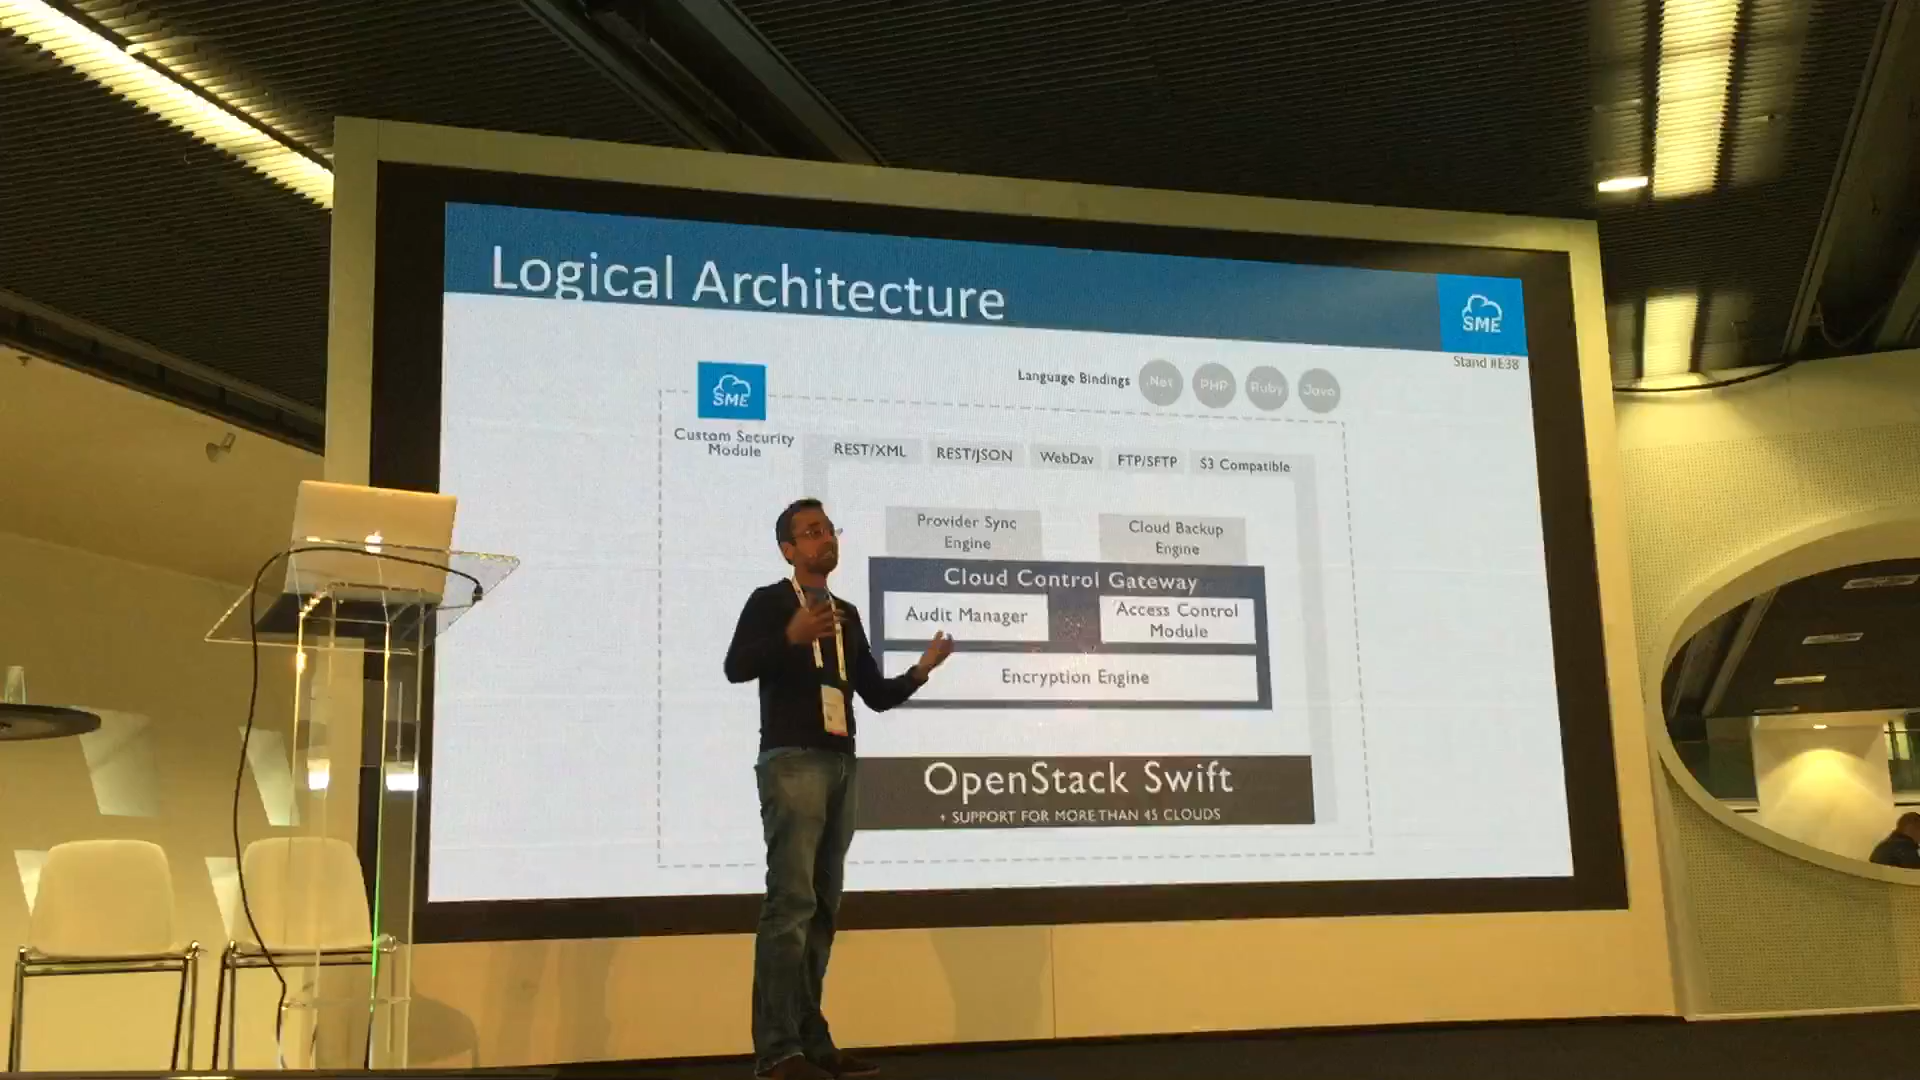 Logical Architecture
SME
Stand #E38
Language Bindings
.Net
PHP
Ruby
Java
SME
Custom Security
Module
REST/XML
REST/JSON
WebDav
FTP/SFTP
S3 Compatible
Provider Sync
Engine
Cloud Backup
Engine
Cloud Control Gateway
Audit Manager
Access Control
Module
Encryption Engine
OpenStack Swift
+ SUPPORT FOR MORE THAN 45 CLOUDS